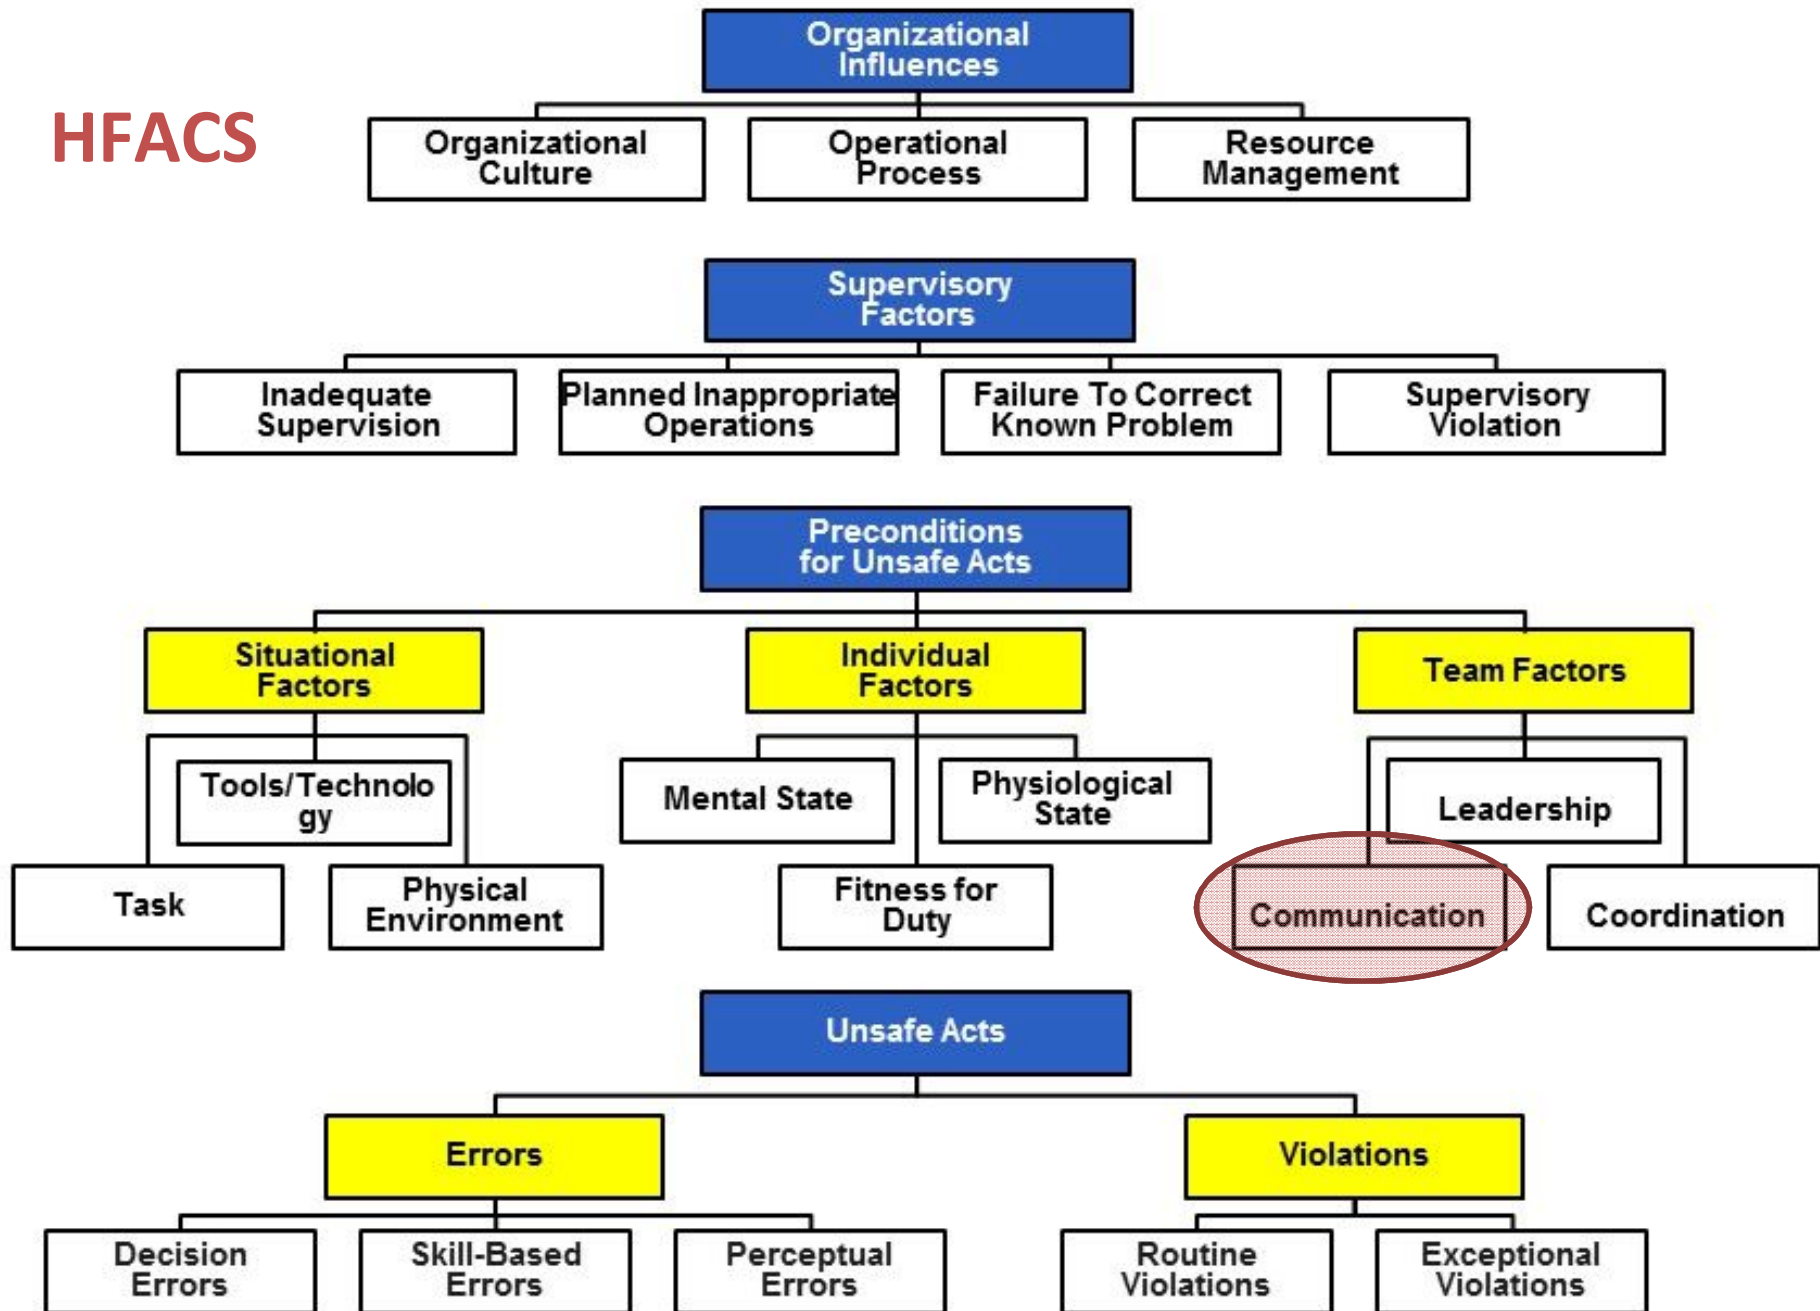 Organizational
Influences
HFACS
Organizational
Culture
Operational
Process
Resource
Management
Supervisory
Factors
Inadequate
Supervision
Planned Inappropriate
Operations
Failure To Correct
Known Problem
Supervisory
Violation
Preconditions
for Unsafe Acts
Situational
Factors
Individual
Factors
Team Factors
Tools/Technolo
gy
Mental State
Physiological
State
Leadership
Task
Physical
Environment
Fitness for
Duty
Communication
Coordination
Unsafe Acts
Errors
Violations
Decision
Errors
Skill-Based
Errors
Perceptual
Errors
Routine
Violations
Exceptional
Violations